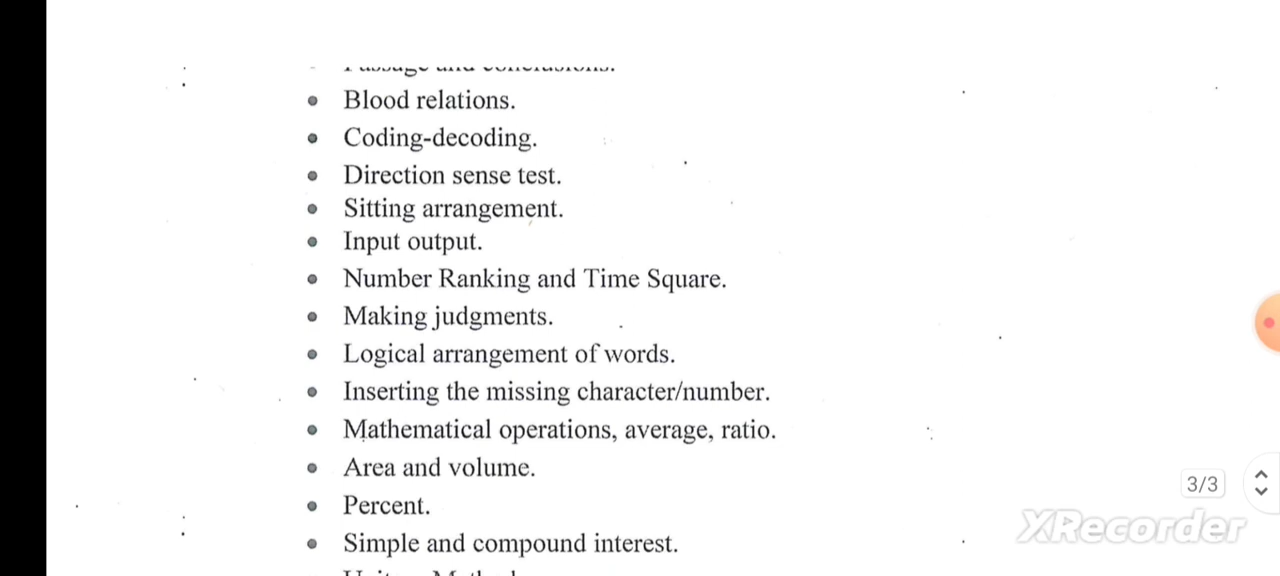 Blood relations.
Coding-decoding.
Direction sense test.
Sitting arrangement.
Input output.
Number Ranking and Time Square.
Making judgments.
Logical arrangement of words.
Inserting the missing character/number.
Mathematical operations, average, ratio.
Area and volume.
Percent.
3/3
XRecorder
Simple and compound interest.